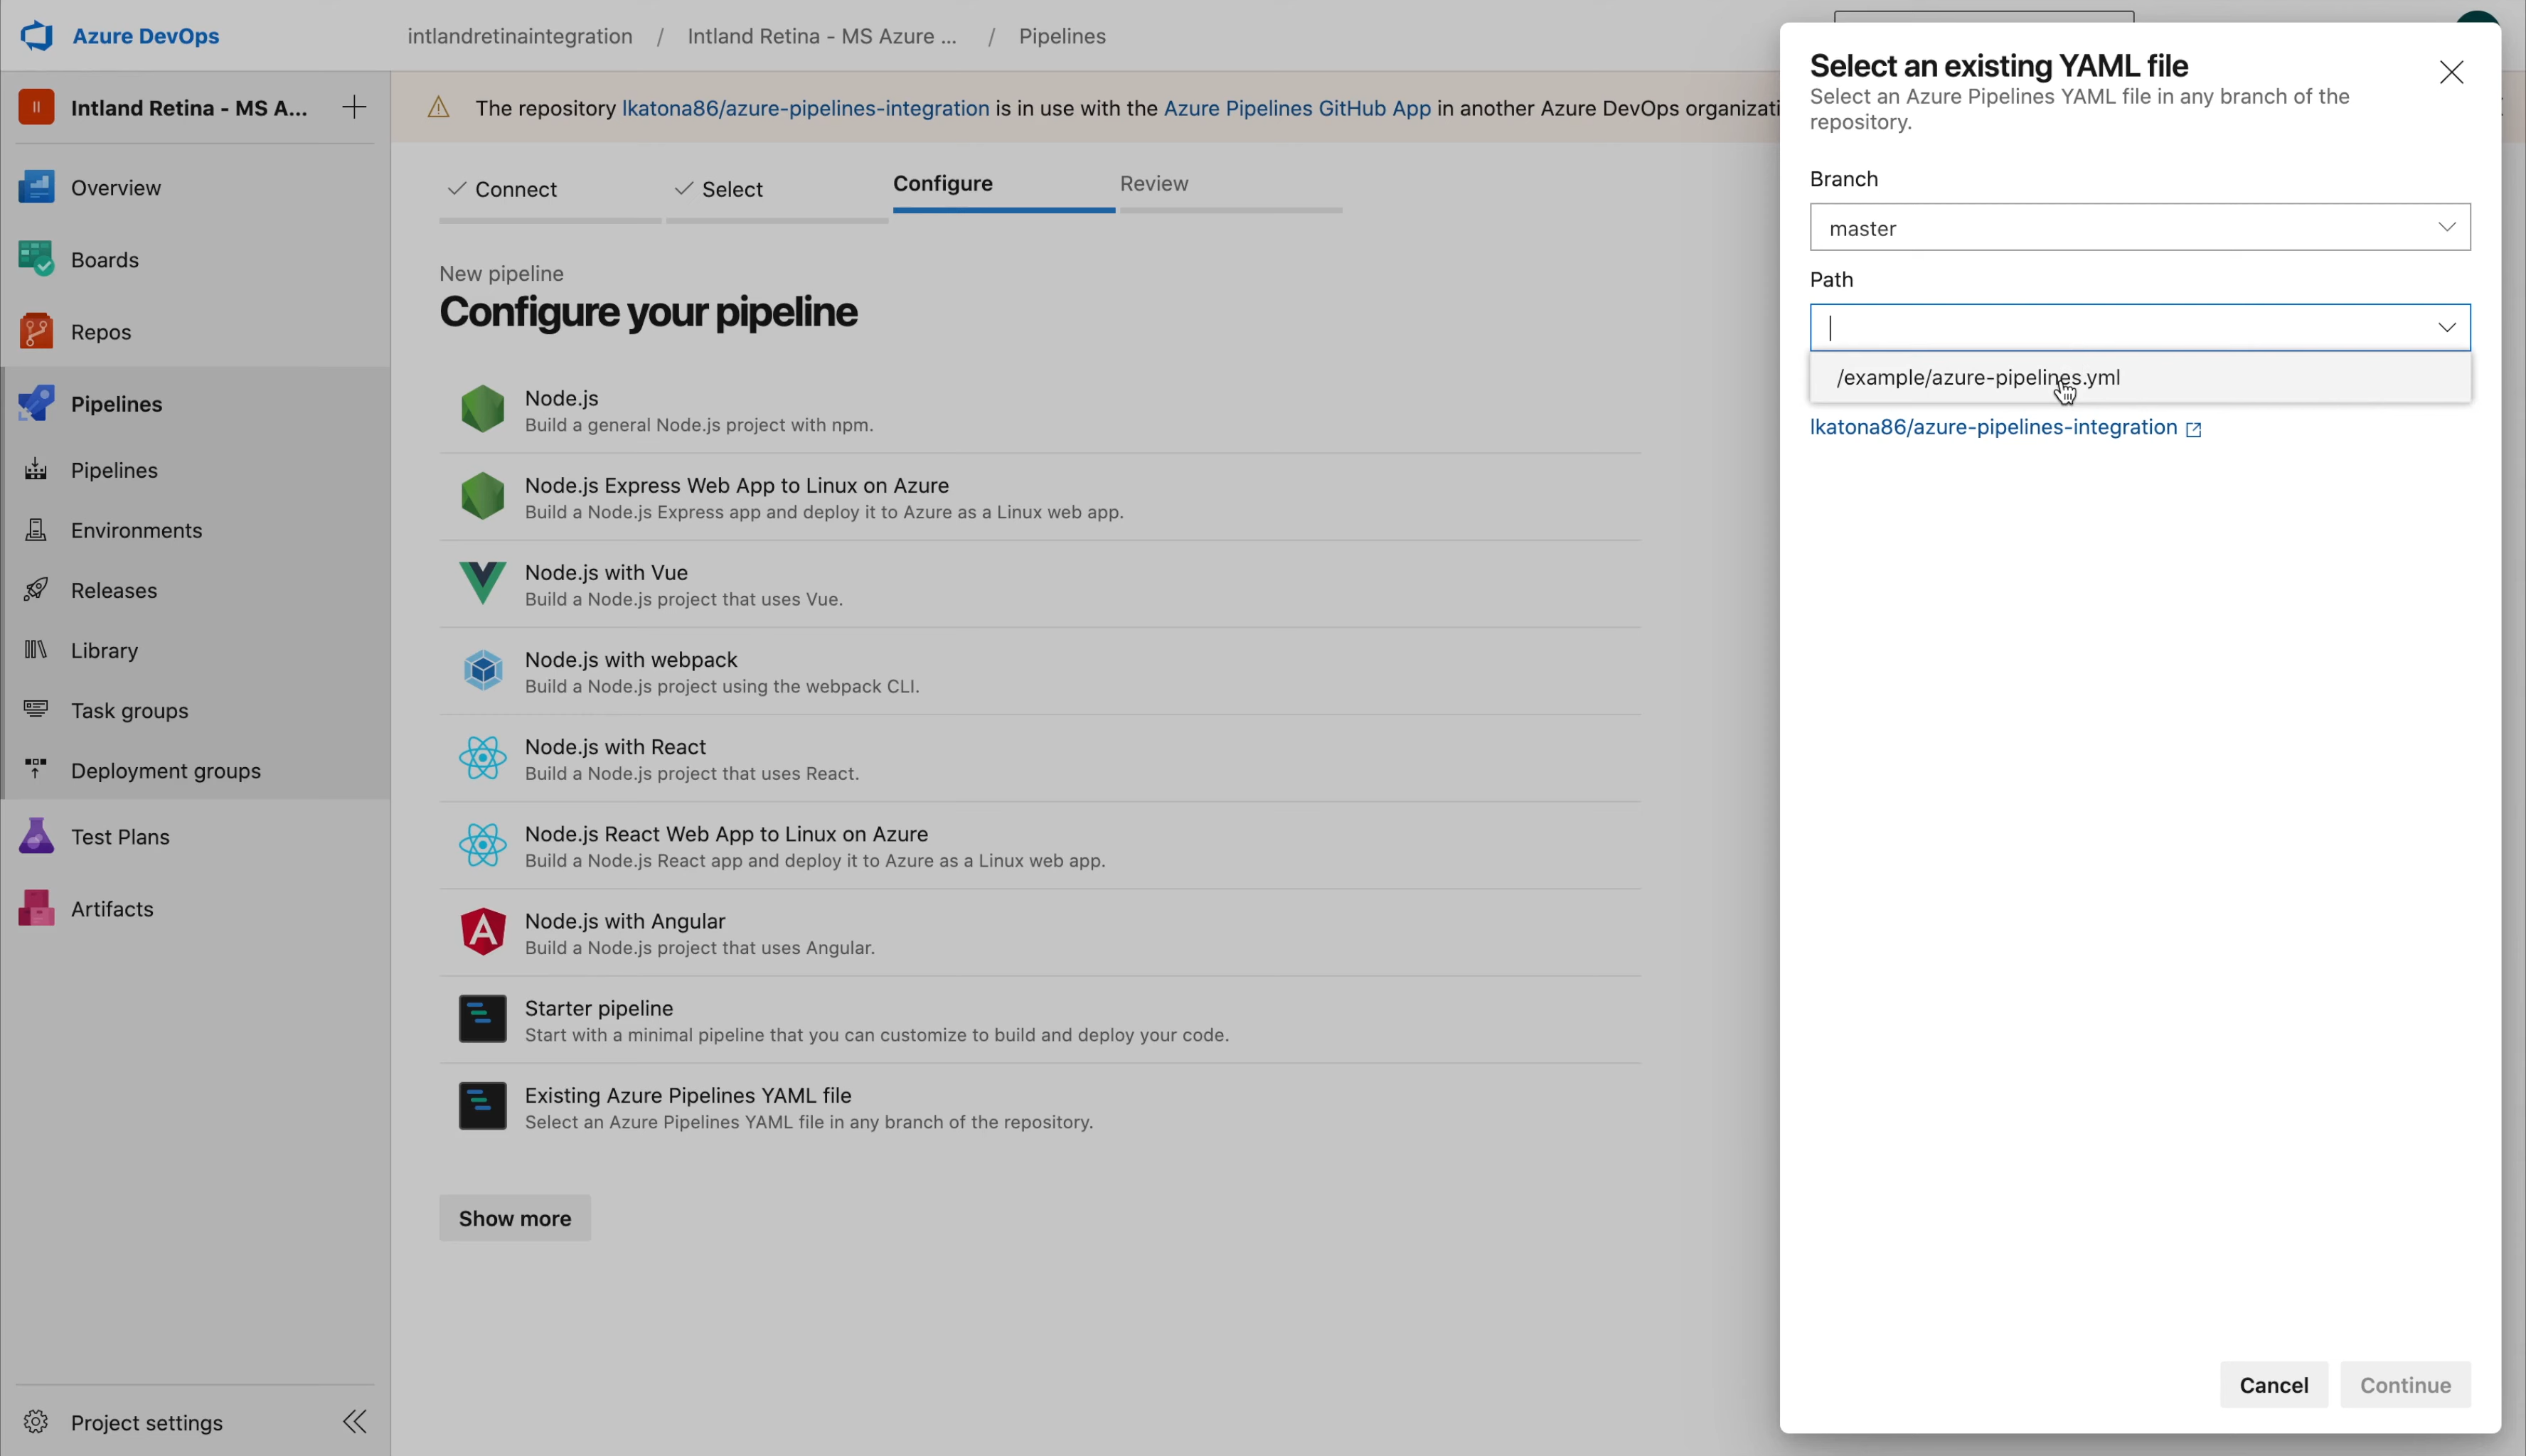 Azure DevOps
intlandretinaintegration / Intland Retina - MS Azure ... / Pipelines
Intland Retina - MS A...
Overview
Boards
Repos
Pipelines
Pipelines
Environments
Releases
Library
Task groups
Deployment groups
Test Plans
Artifacts
Project settings
The repository lkatona86/azure-pipelines-integration is in use with the Azure Pipelines GitHub App in another Azure DevOps organizati
Connect
Select
Configure
Review
New pipeline
Configure your pipeline
Node.js
Build a general Node.js project with npm.
Node.js Express Web App to Linux on Azure
Build a Node.js Express app and deploy it to Azure as a Linux web app.
Node.js with Vue
Build a Node.js project that uses Vue.
Node.js with webpack
Build a Node.js project using the webpack CLI.
Node.js with React
Build a Node.js project that uses React.
Node.js React Web App to Linux on Azure
Build a Node.js React app and deploy it to Azure as a Linux web app.
Node.js with Angular
Build a Node.js project that uses Angular.
Starter pipeline
Start with a minimal pipeline that you can customize to build and deploy your code.
Existing Azure Pipelines YAML file
Select an Azure Pipelines YAML file in any branch of the repository.
Show more
Select an existing YAML file
Select an Azure Pipelines YAML file in any branch of the
repository.
Branch
master
Path
/example/azure-pipelines.yml
lkatona86/azure-pipelines-integration
Cancel
Continue